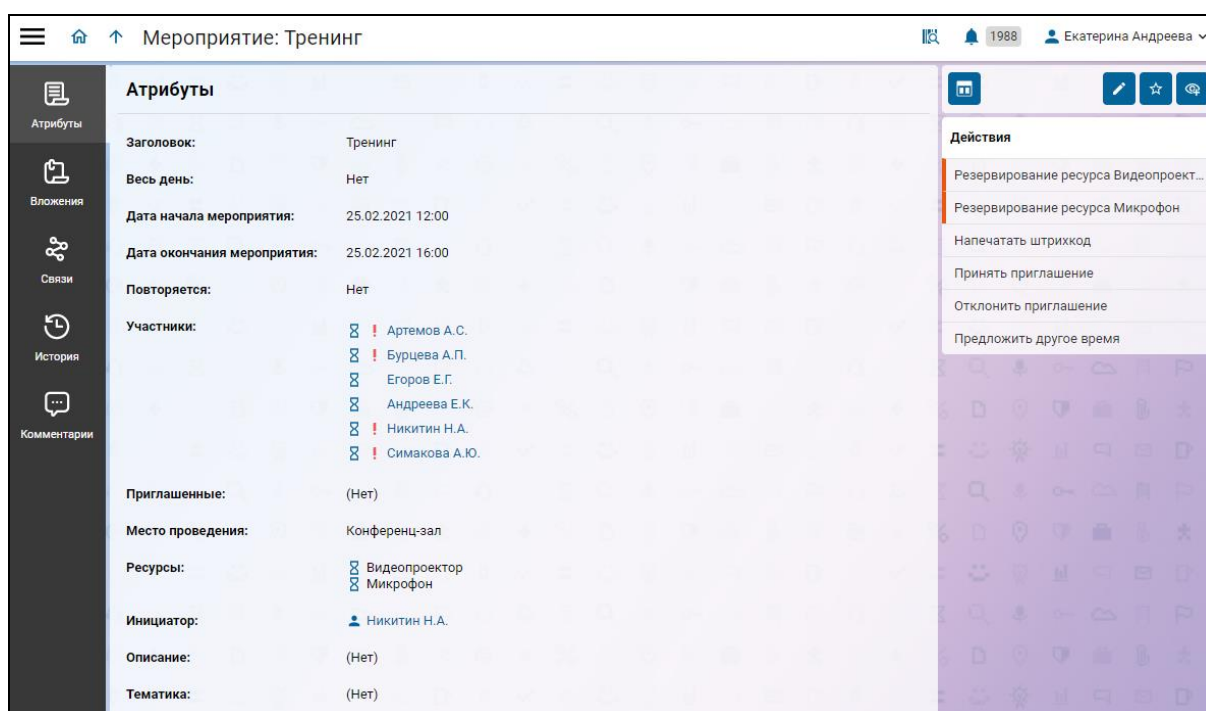 Мероприятие: Тренинг
1988
Екатерина Андреева
Атрибуты
Вложения
Связи
История
Комментарии
Атрибуты
Заголовок: Тренинг
Весь день: Нет
Дата начала мероприятия: 25.02.2021 12:00
Дата окончания мероприятия: 25.02.2021 16:00
Повторяется: Нет
Участники: ! Артемов А.С.
! Бурцева А.П.
Егоров Е.Г.
Андреева Е.К.
! Никитин Н.А.
! Симакова А.Ю.
Приглашенные: (Нет)
Место проведения: Конференц-зал
Ресурсы: Видеопроектор
Микрофон
Инициатор: Никитин Н.А.
Описание: (Нет)
Тематика: (Нет)
Действия
Резервирование ресурса Видеопроект...
Резервирование ресурса Микрофон
Напечатать штрихкод
Принять приглашение
Отклонить приглашение
Предложить другое время